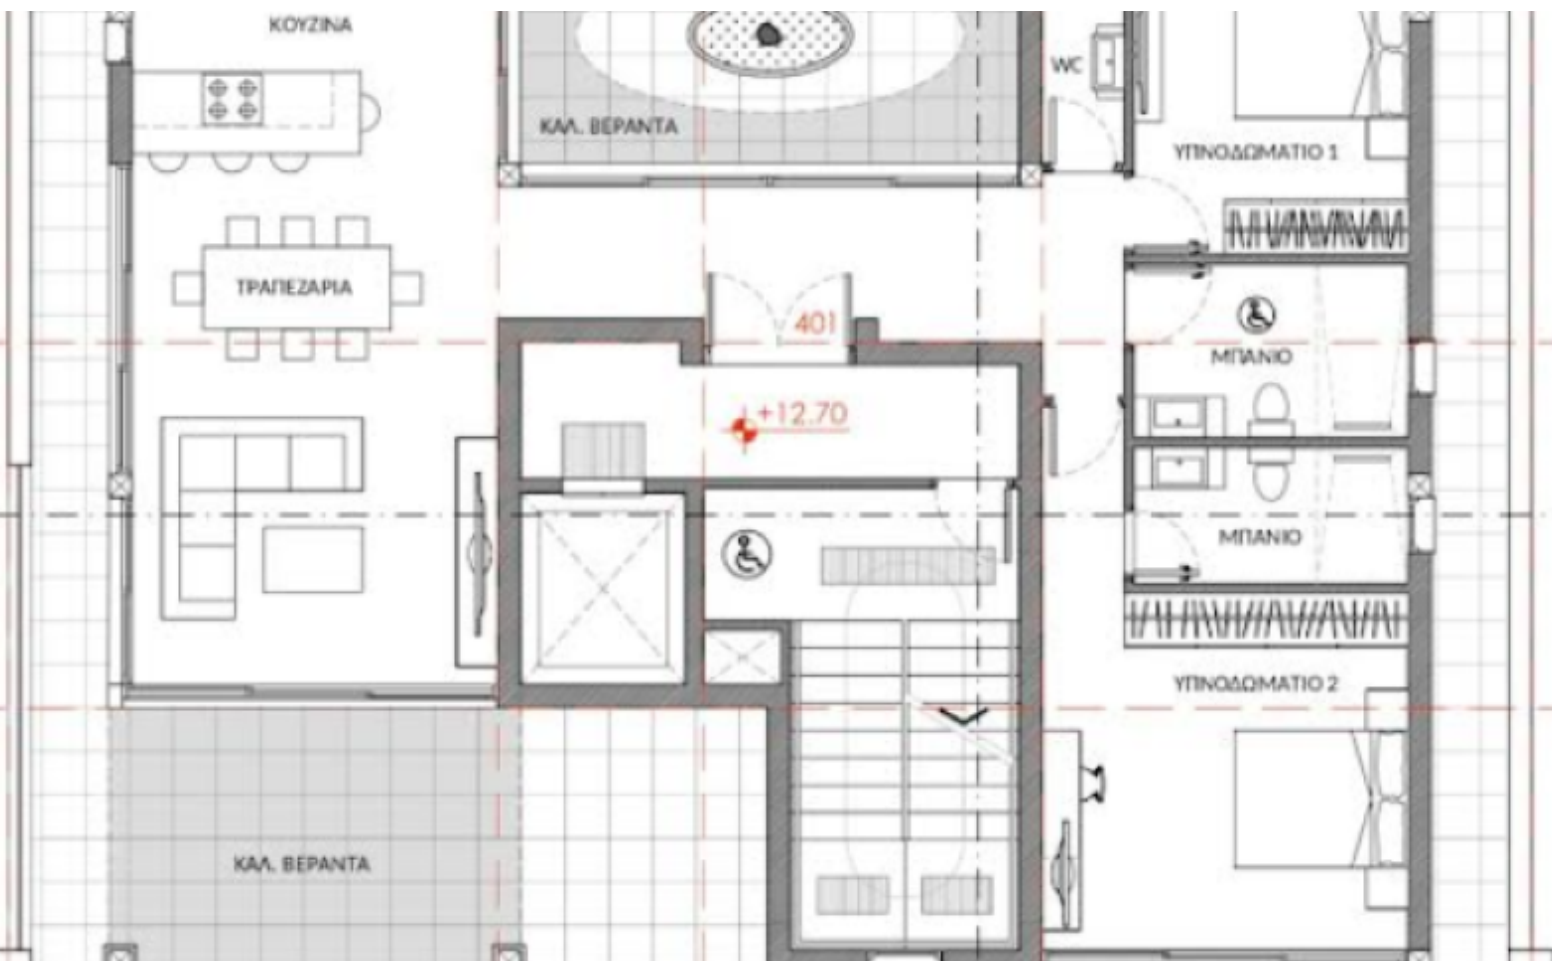 ΚΟΥΖΙΝΑ
WC
ΚΑΛ. ΒΕΡΑΝΤΑ
ΥΠΝΟΔΩΜΑΤΙΟ 1
ΤΡΑΠΕΖΑΡΙΑ
401
ΜΠΑΝΙΟ
+12.70
ΜΠΑΝΙΟ
ΥΠΝΟΔΩΜΑΤΙΟ 2
ΚΑΛ. ΒΕΡΑΝΤΑ